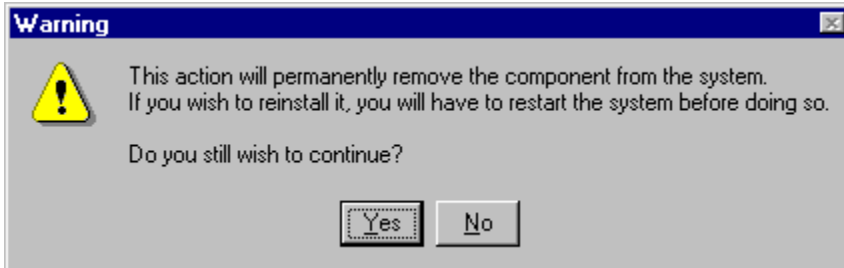 Warning
This action will permanently remove the component from the system.
If you wish to reinstall it, you will have to restart the system before doing so.
Do you still wish to continue?
Yes No